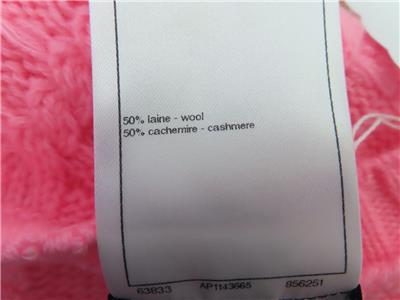 50% laine - wool
50% cachemire - cashmere
63833 AP1143665 856251